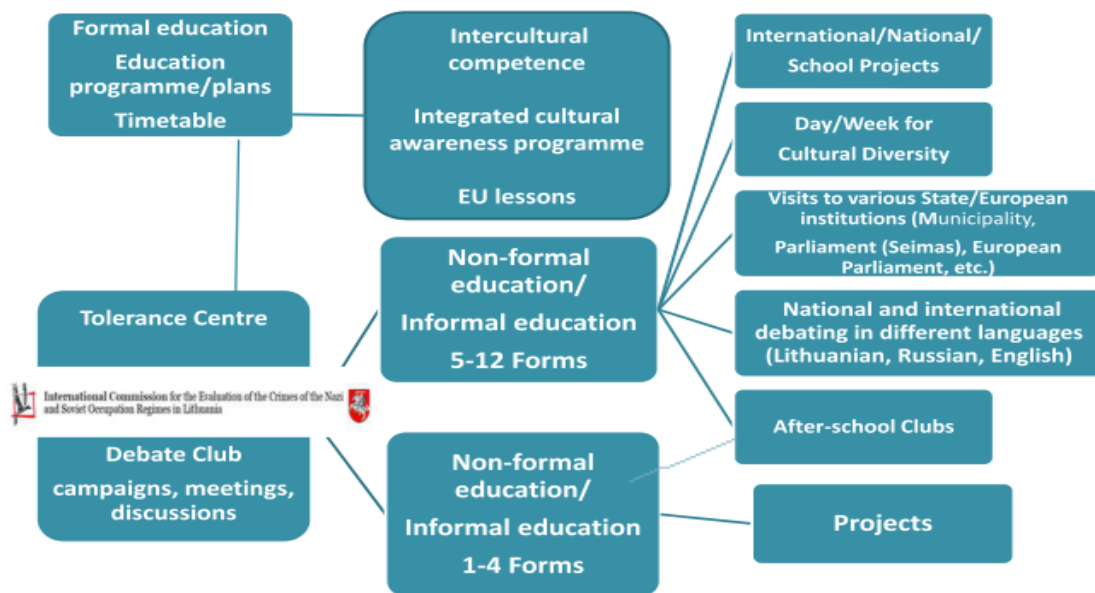 Formal education
Education
programme/plans
Timetable
Intercultural
competence
Integrated cultural
awareness programme
EU lessons
International/National/
School Projects
Day/Week for
Cultural Diversity
Visits to various State/European
institutions (Municipality,
Parliament (Seimas), European
Parliament, etc.)
National and international
debating in different languages
(Lithuanian, Russian, English)
After-school Clubs
Projects
Non-formal
education/
Informal education
5-12 Forms
Non-formal
education/
Informal education
1-4 Forms
Tolerance Centre
International Commission for the Evaluation of the Crimes of the Nazi
and Soviet Occupation Regimes in Lithuania
Debate Club
campaigns, meetings,
discussions